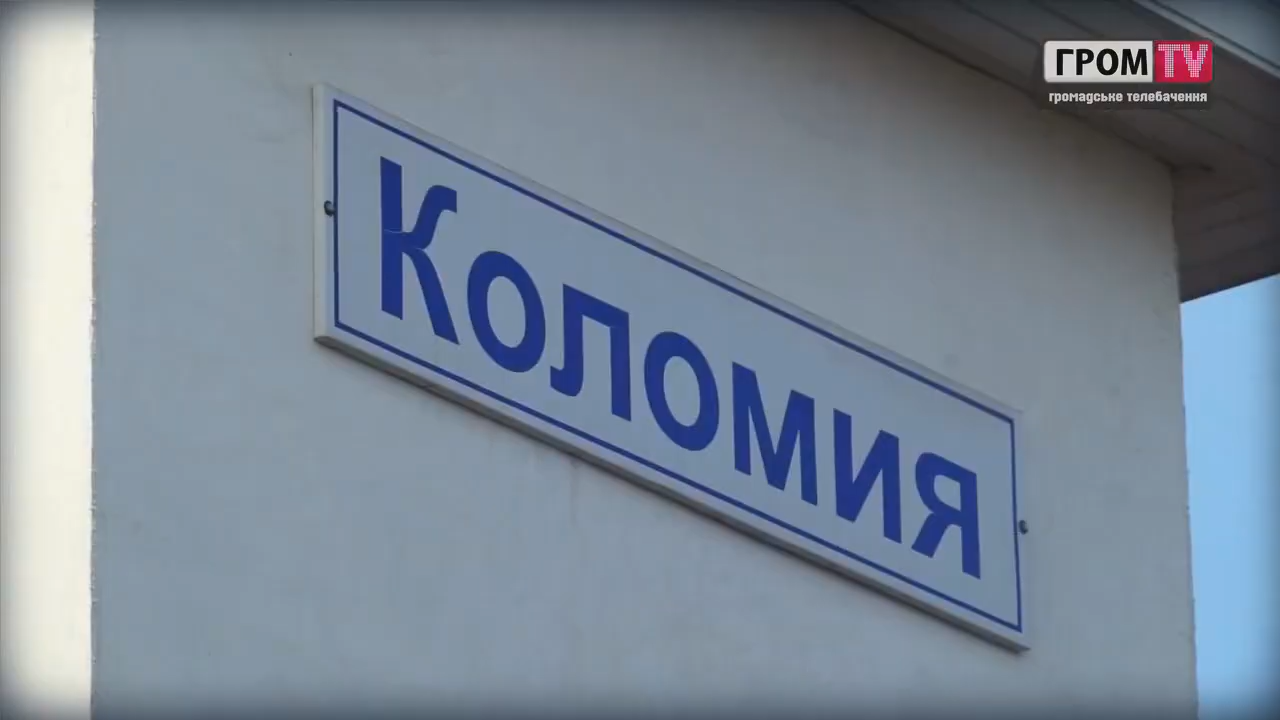 ГРОМTV
громадське телебачення
Коломия